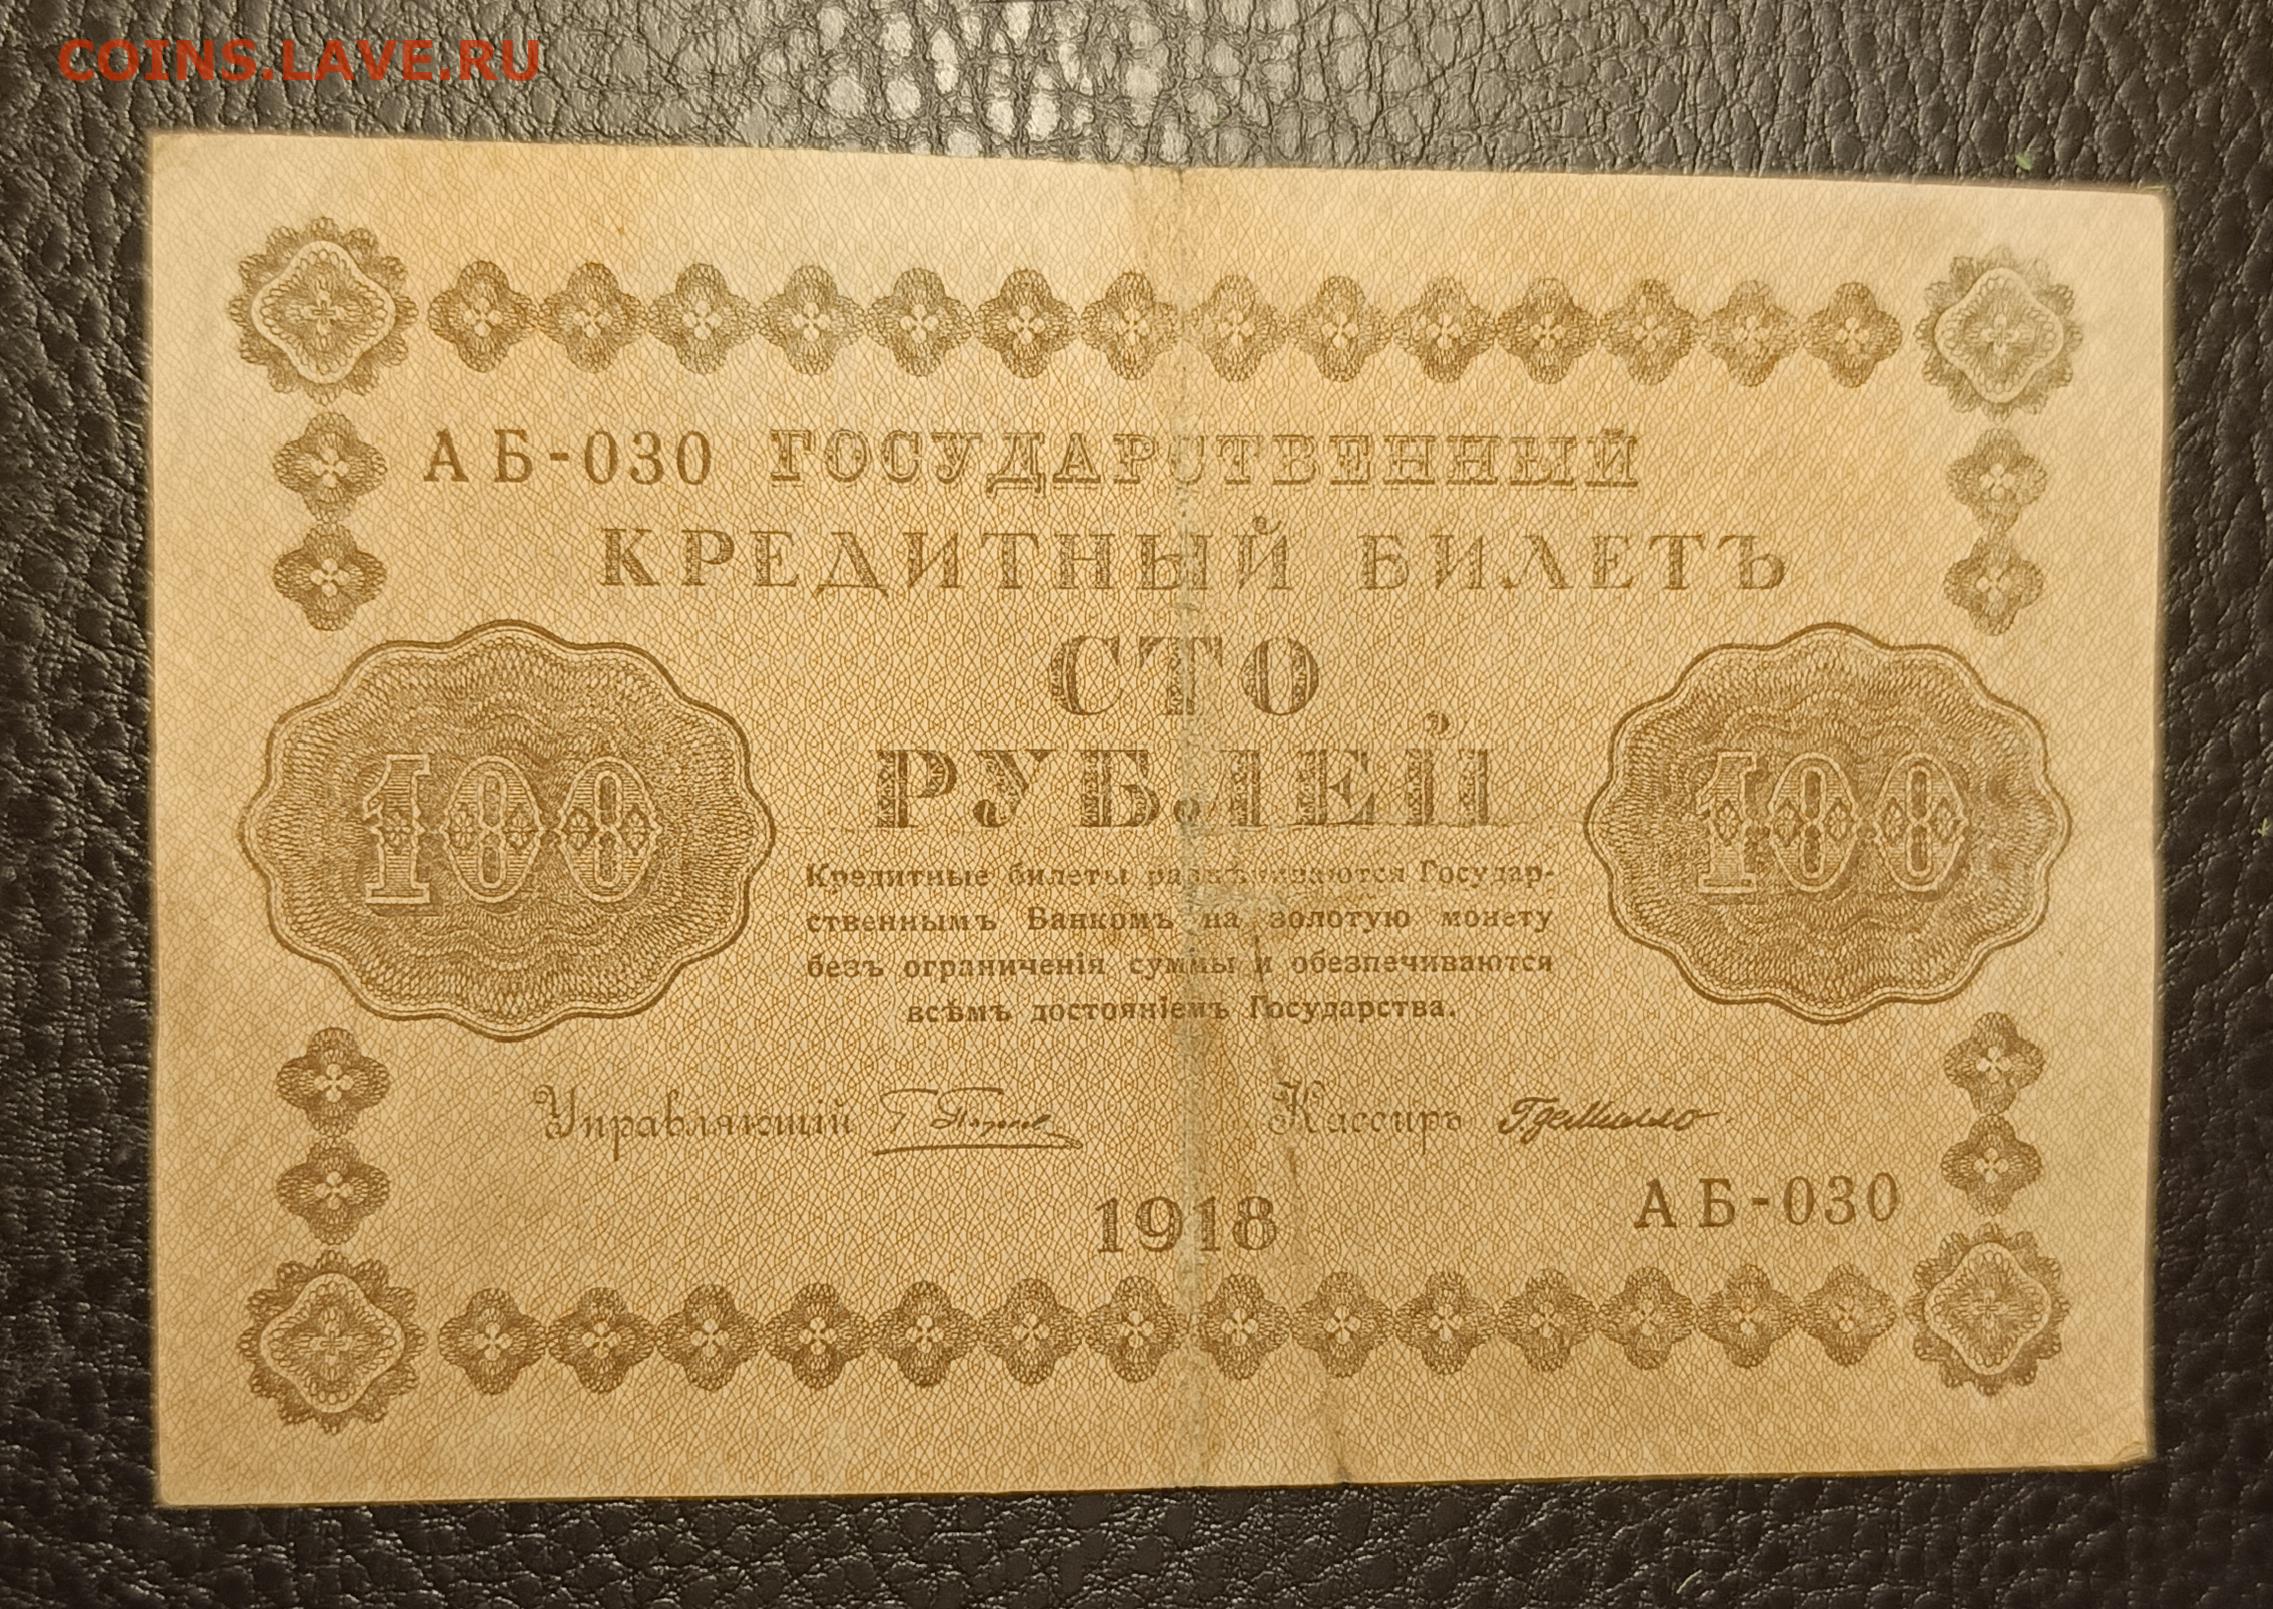 COINS.LAVE.RU
АБ-030 ГОСУДАРСТВЕННЫЙ
КРЕДИТНЫЙ БИЛЕТЪ
СТО
РУБЛЕЙ
100
100
Кредитные билеты размѣниваются Государ-
ственнымъ Банкомъ на золотую монету
безъ ограниченія суммы и обезпечиваются
всѣмъ достояніемъ Государства.
Управляющій
Кассиръ
1918
АБ-030